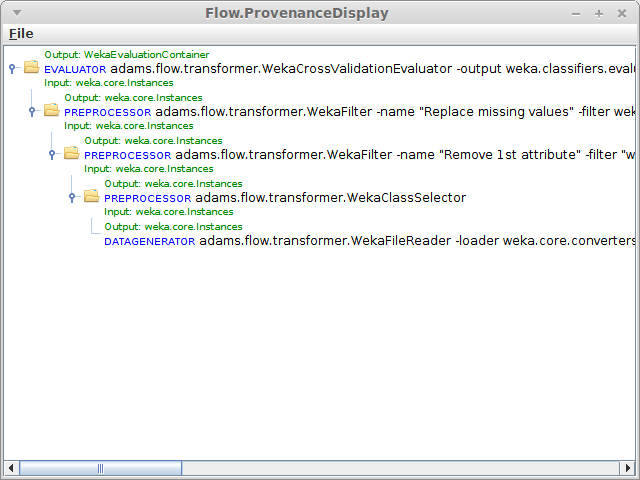 Flow.ProvenanceDisplay
File
Output: WekaEvaluationContainer
EVALUATOR adams.flow.transformer.WekaCrossValidationEvaluator -output weka.classifiers.evalu
Input: weka.core.Instances
Output: weka.core.Instances
PREPROCESSOR adams.flow.transformer.WekaFilter -name "Replace missing values" -filter wek
Input: weka.core.Instances
Output: weka.core.Instances
PREPROCESSOR adams.flow.transformer.WekaFilter -name "Remove 1st attribute" -filter "w
Input: weka.core.Instances
Output: weka.core.Instances
PREPROCESSOR adams.flow.transformer.WekaClassSelector
Input: weka.core.Instances
Output: weka.core.Instances
DATAGENERATOR adams.flow.transformer.WekaFileReader -loader weka.core.converters